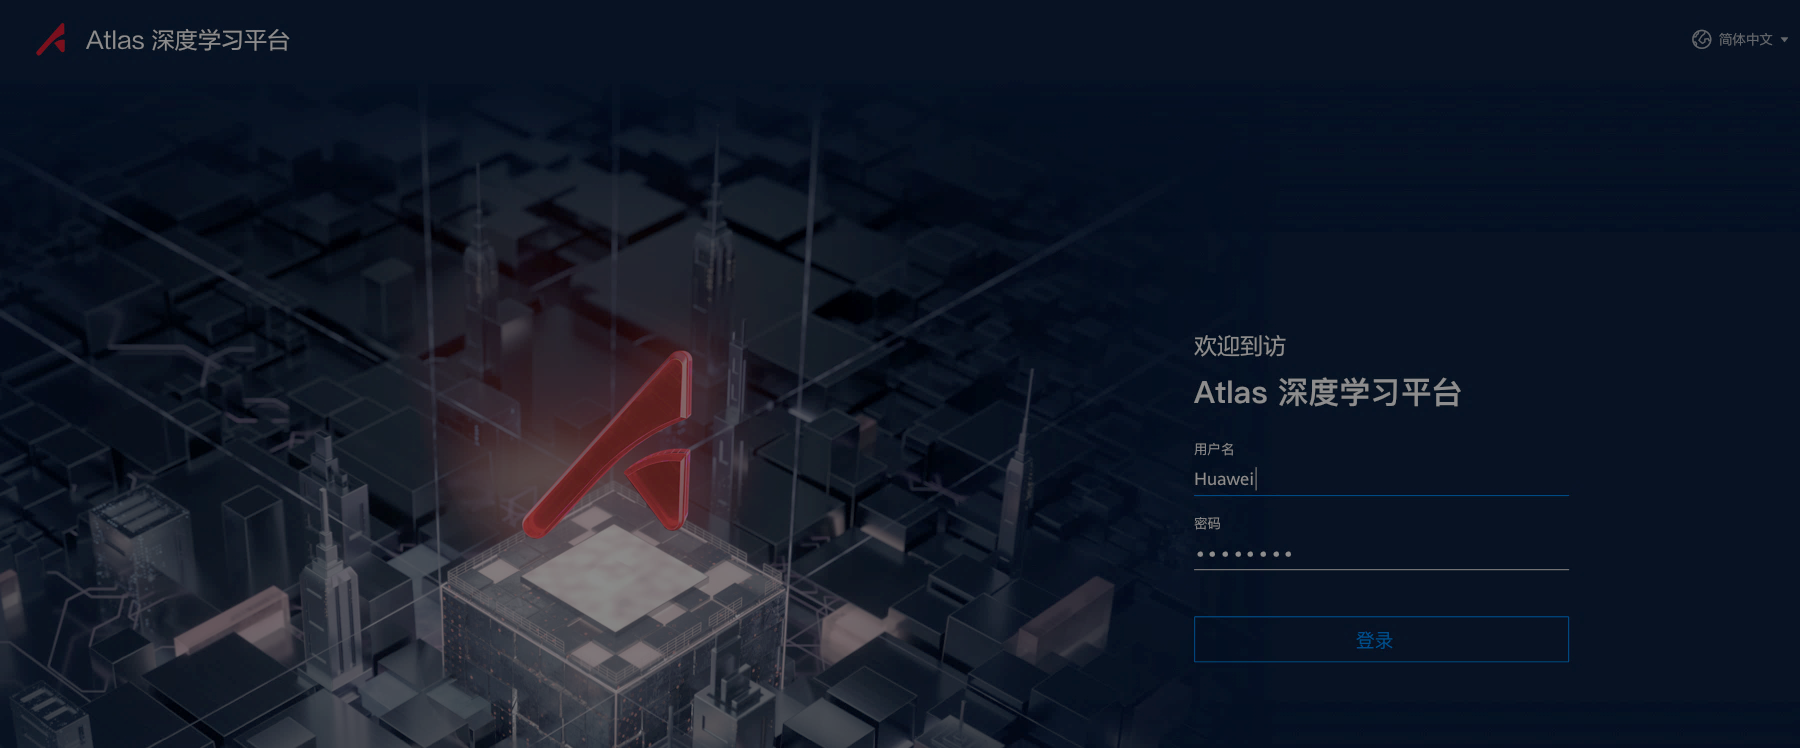 Atlas 深度学习平台
简体中文
欢迎到访
Atlas 深度学习平台
用户名
Huawei
密码
••••••••
登录